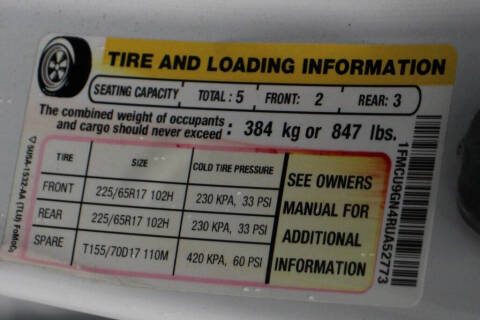 TIRE AND LOADING INFORMATION
SEATING CAPACITY TOTAL : 5 FRONT: 2 REAR: 3
The combined weight of occupants
and cargo should never exceed : 384 kg or 847 lbs.
TIRE SIZE COLD TIRE PRESSURE
FRONT 225/65R17 102H 230 KPA, 33 PSI
REAR 225/65R17 102H 230 KPA, 33 PSI
SPARE T155/70D17 110M 420 KPA, 60 PSI
SEE OWNERS
MANUAL FOR
ADDITIONAL
INFORMATION
1FMCU9GN4RUA52773